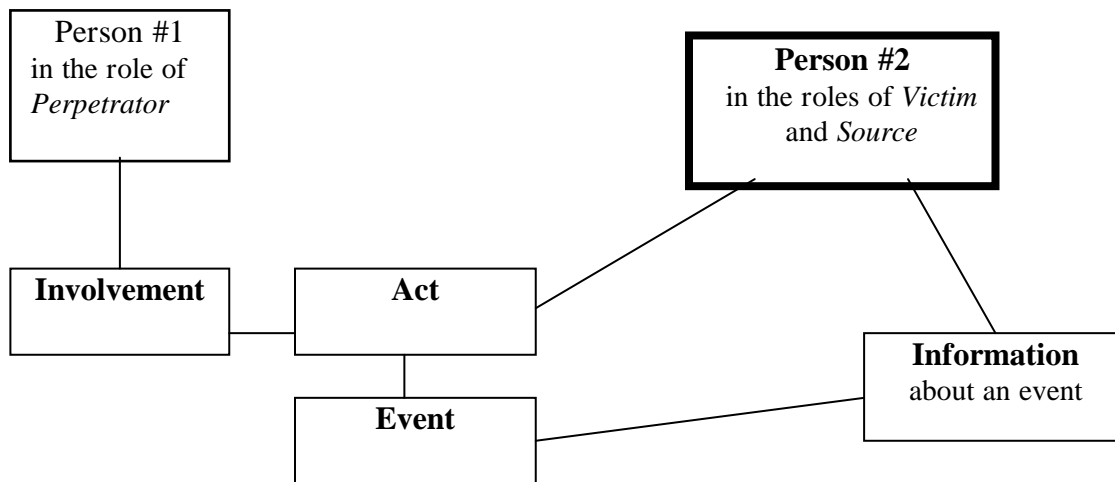 Person #1
in the role of
Perpetrator
Person #2
in the roles of Victim
and Source
Involvement
Act
Information
about an event
Event